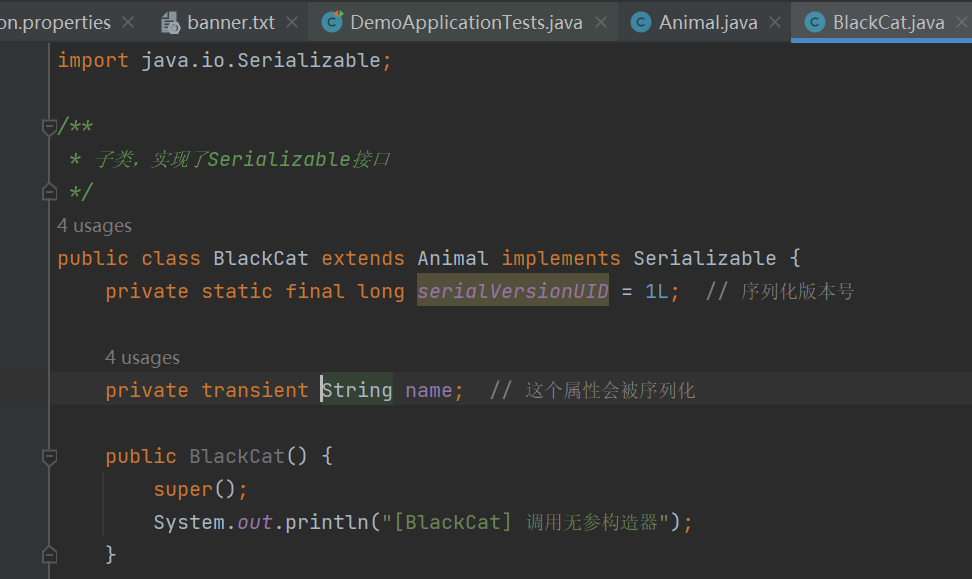 on.properties banner.txt DemoApplicationTests.java Animal.java BlackCat.java
import java.io.Serializable;
/**
* 子类，实现了Serializable接口
*/
4 usages
public class BlackCat extends Animal implements Serializable {
private static final long serialVersionUID = 1L; // 序列化版本号
4 usages
private transient String name; // 这个属性会被序列化
public BlackCat() {
super();
System.out.println("[BlackCat] 调用无参构造器");
}